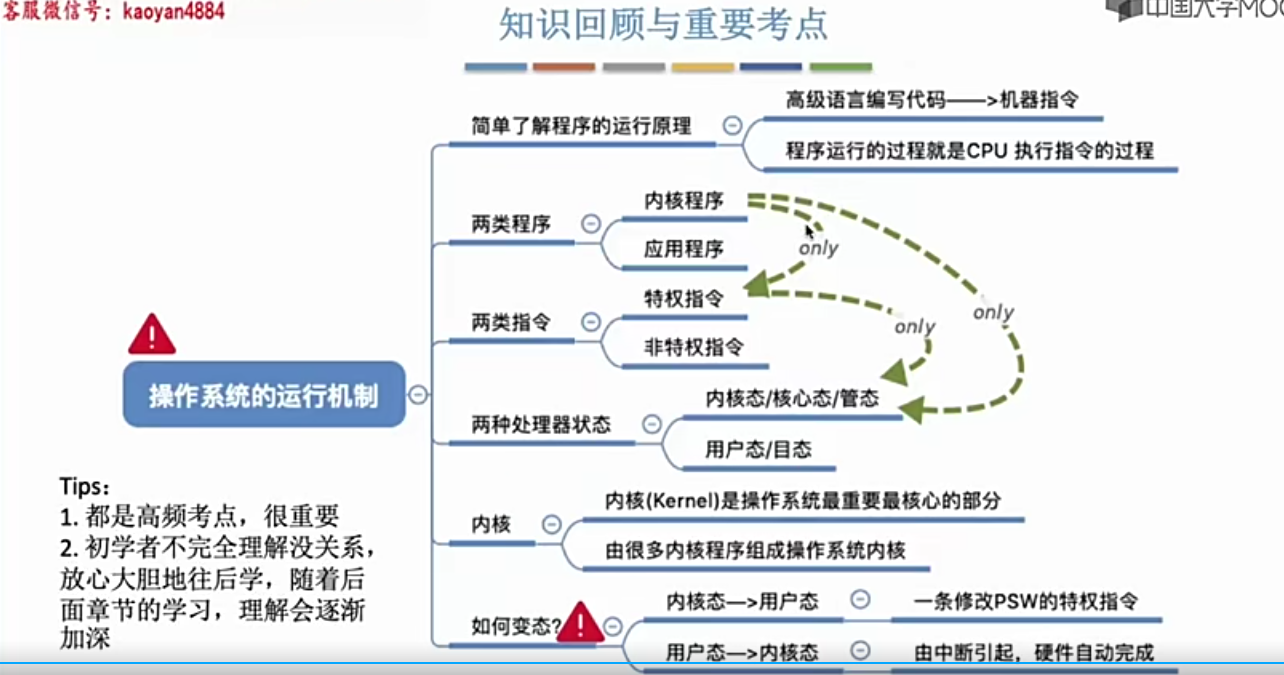 客服微信号：kaoyan4884
中国大学MOO
知识回顾与重要考点
高级语言编写代码——>机器指令
简单了解程序的运行原理
程序运行的过程就是CPU 执行指令的过程
内核程序
两类程序
only
应用程序
特权指令
only
only
两类指令
非特权指令
操作系统的运行机制
内核态/核心态/管态
两种处理器状态
用户态/目态
Tips：
1. 都是高频考点，很重要
2. 初学者不完全理解没关系，
放心大胆地往后学，随着后
面章节的学习，理解会逐渐
加深
内核(Kernel)是操作系统最重要最核心的部分
内核
由很多内核程序组成操作系统内核
内核态—>用户态
一条修改PSW的特权指令
如何变态?
用户态—>内核态
由中断引起，硬件自动完成